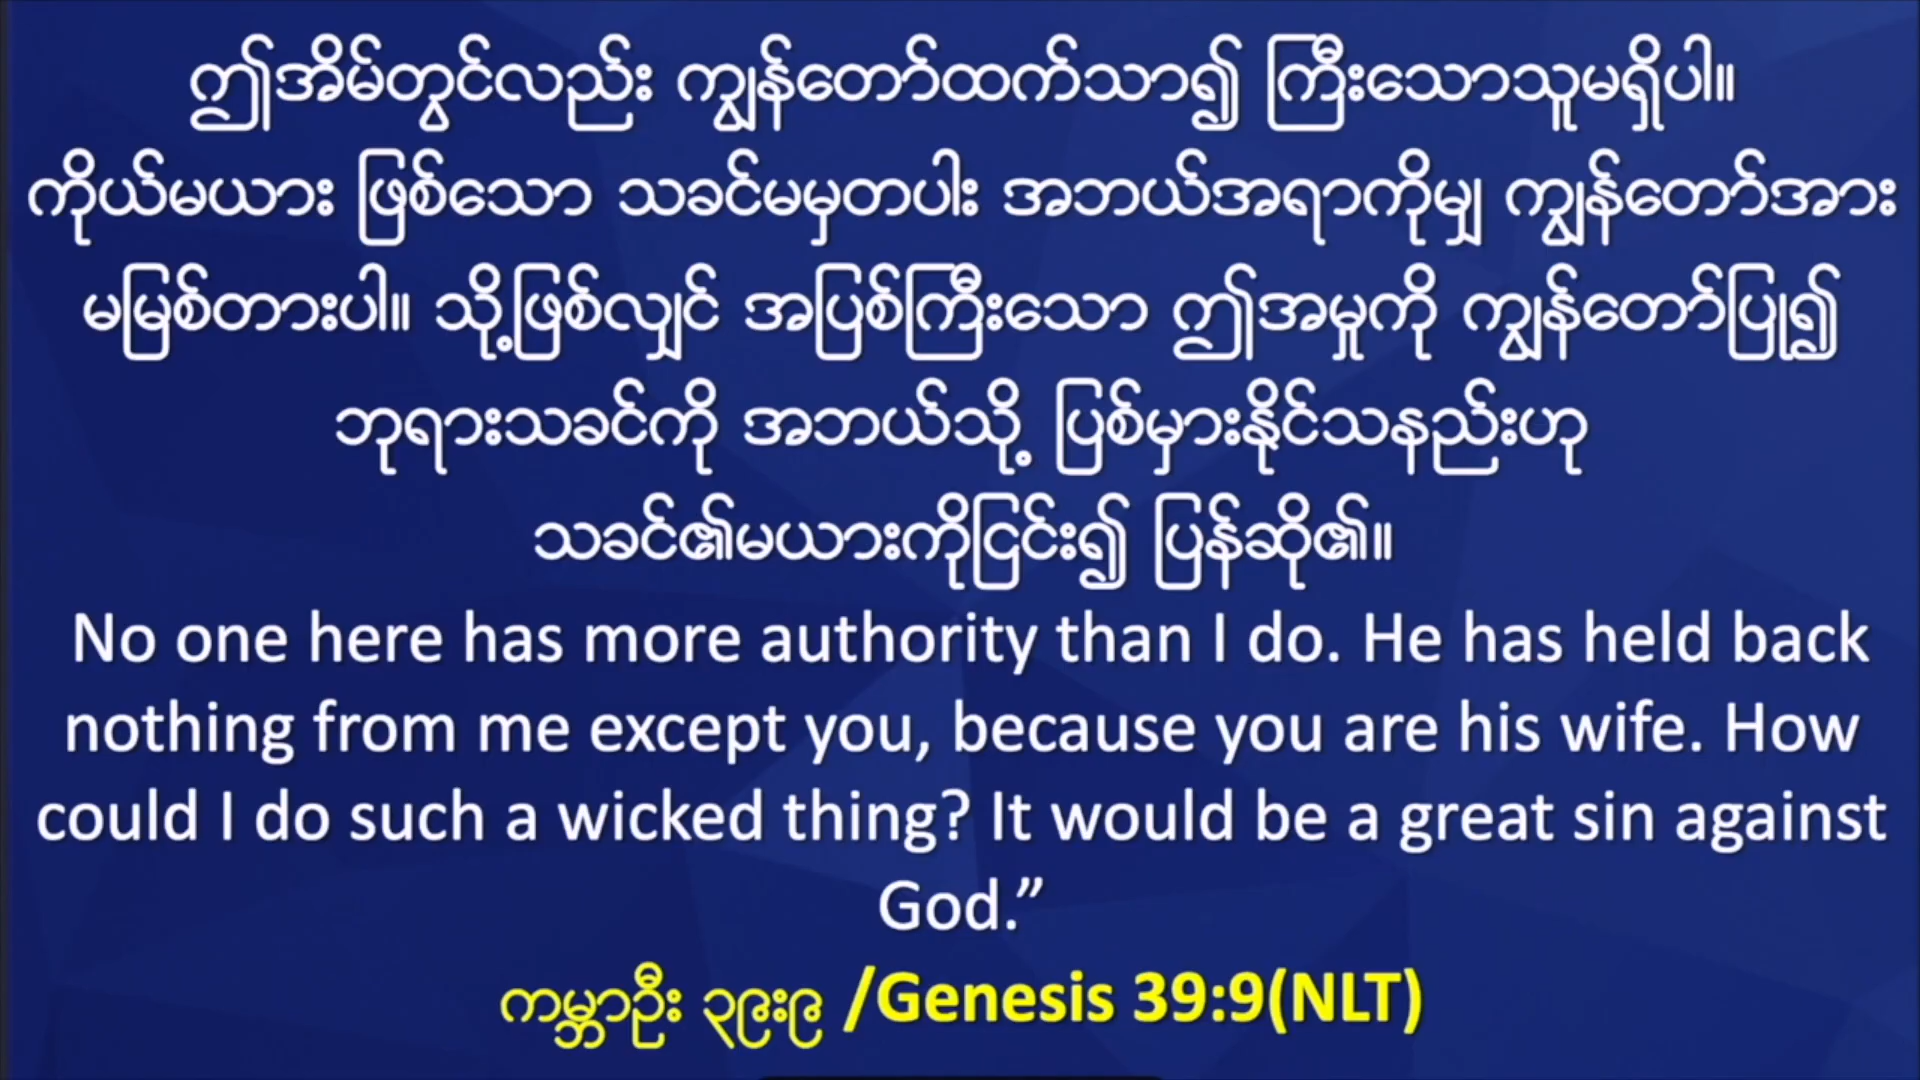 ဤအိမ်တွင်လည်း ကျွန်တော်ထက်သာ၍ ကြီးသောသူမရှိပါ။
ကိုယ်မယား ဖြစ်သော သခင်မမှတပါး အဘယ်အရာကိုမျှ ကျွန်တော်အား
မမြစ်တားပါ။ သို့ဖြစ်လျှင် အပြစ်ကြီးသော ဤအမှုကို ကျွန်တော်ပြု၍
ဘုရားသခင်ကို အဘယ်သို့ ပြစ်မှားနိုင်သနည်းဟု
သခင်၏မယားကိုငြင်း၍ ပြန်ဆို၏။
No one here has more authority than I do. He has held back
nothing from me except you, because you are his wife. How
could I do such a wicked thing? It would be a great sin against
God.”
ကမ္ဘာဦး ၃၉း၉ /Genesis 39:9(NLT)